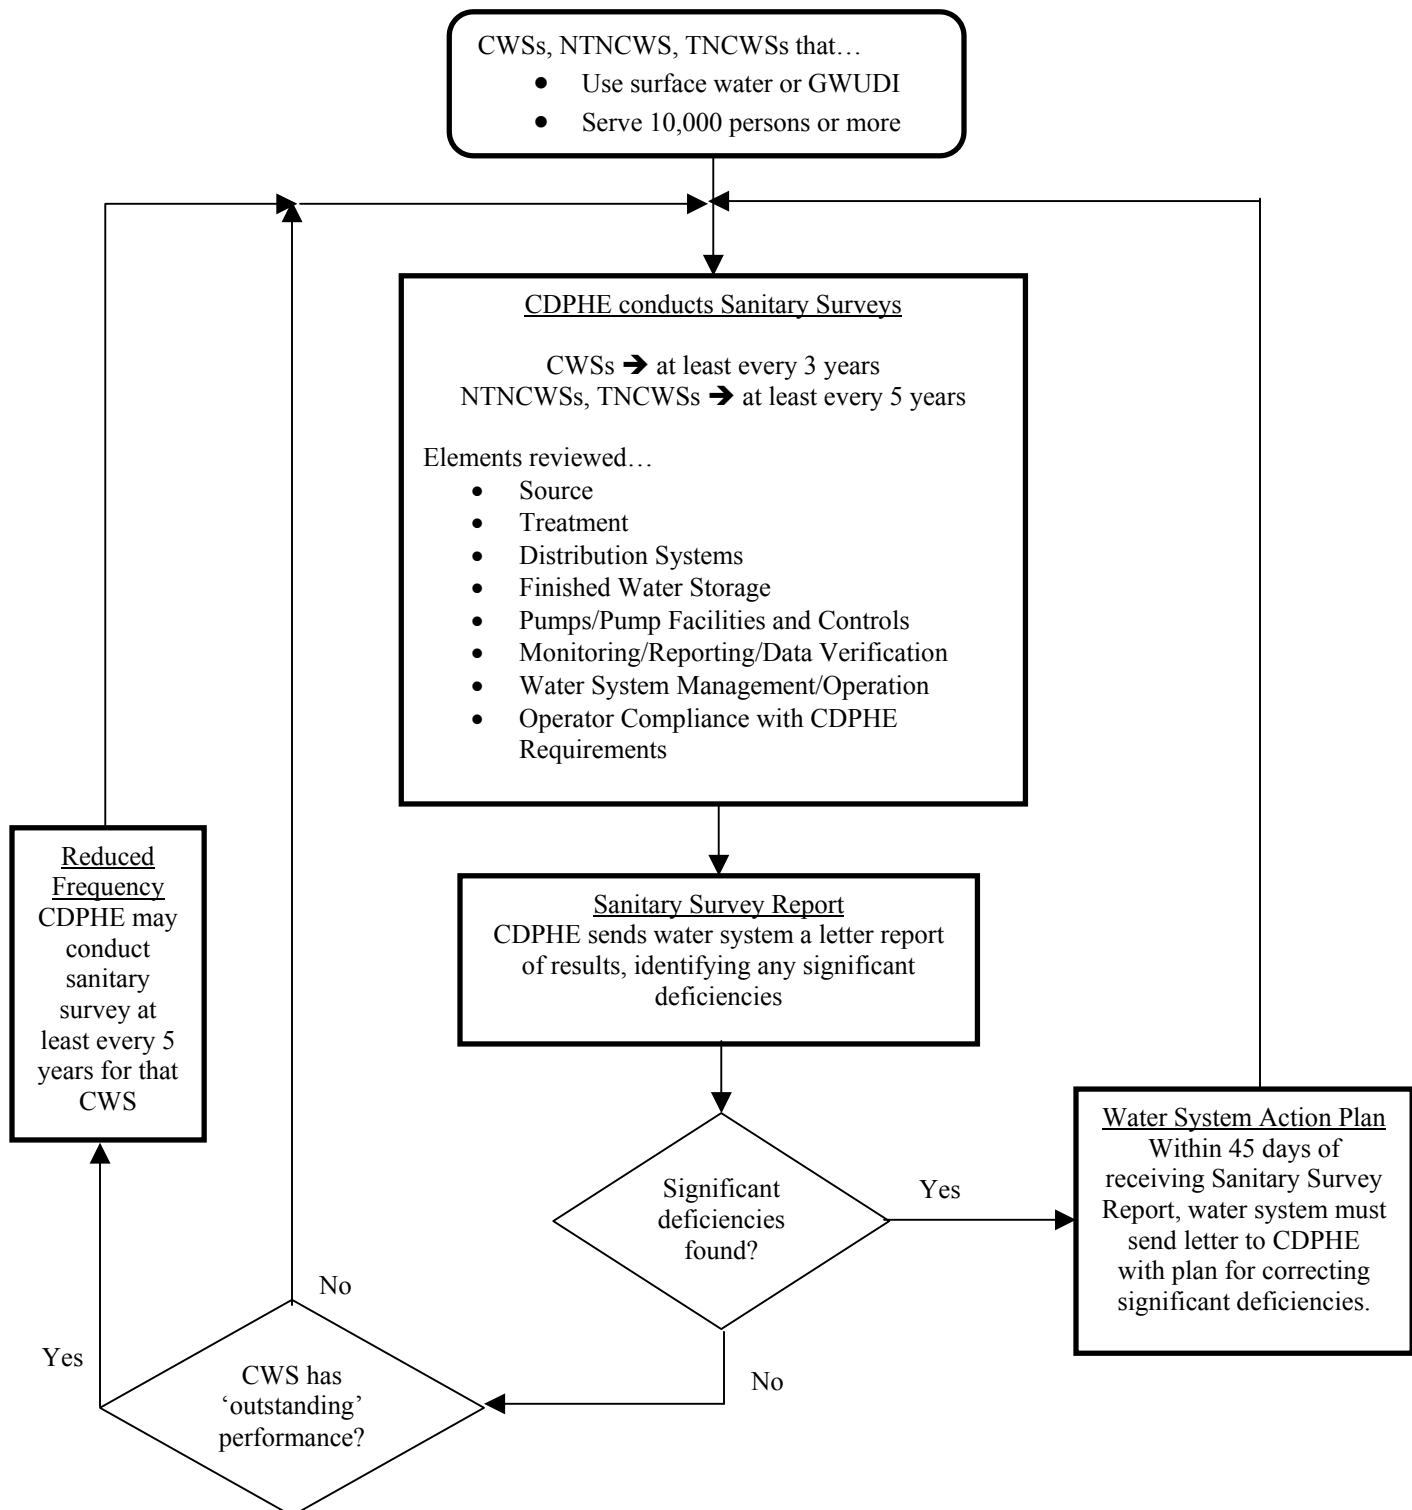 CWSs, NTNCWS, TNCWSs that…
• Use surface water or GWUDI
• Serve 10,000 persons or more
CDPHE conducts Sanitary Surveys
CWSs ➔ at least every 3 years
NTNCWSs, TNCWSs ➔ at least every 5 years
Elements reviewed…
• Source
• Treatment
• Distribution Systems
• Finished Water Storage
• Pumps/Pump Facilities and Controls
• Monitoring/Reporting/Data Verification
• Water System Management/Operation
• Operator Compliance with CDPHE
Requirements
Sanitary Survey Report
CDPHE sends water system a letter report
of results, identifying any significant
deficiencies
Significant
deficiencies
found?
Yes
Water System Action Plan
Within 45 days of
receiving Sanitary Survey
Report, water system must
send letter to CDPHE
with plan for correcting
significant deficiencies.
No
CWS has
‘outstanding’
performance?
No
Yes
Reduced
Frequency
CDPHE may
conduct
sanitary
survey at
least every 5
years for that
CWS